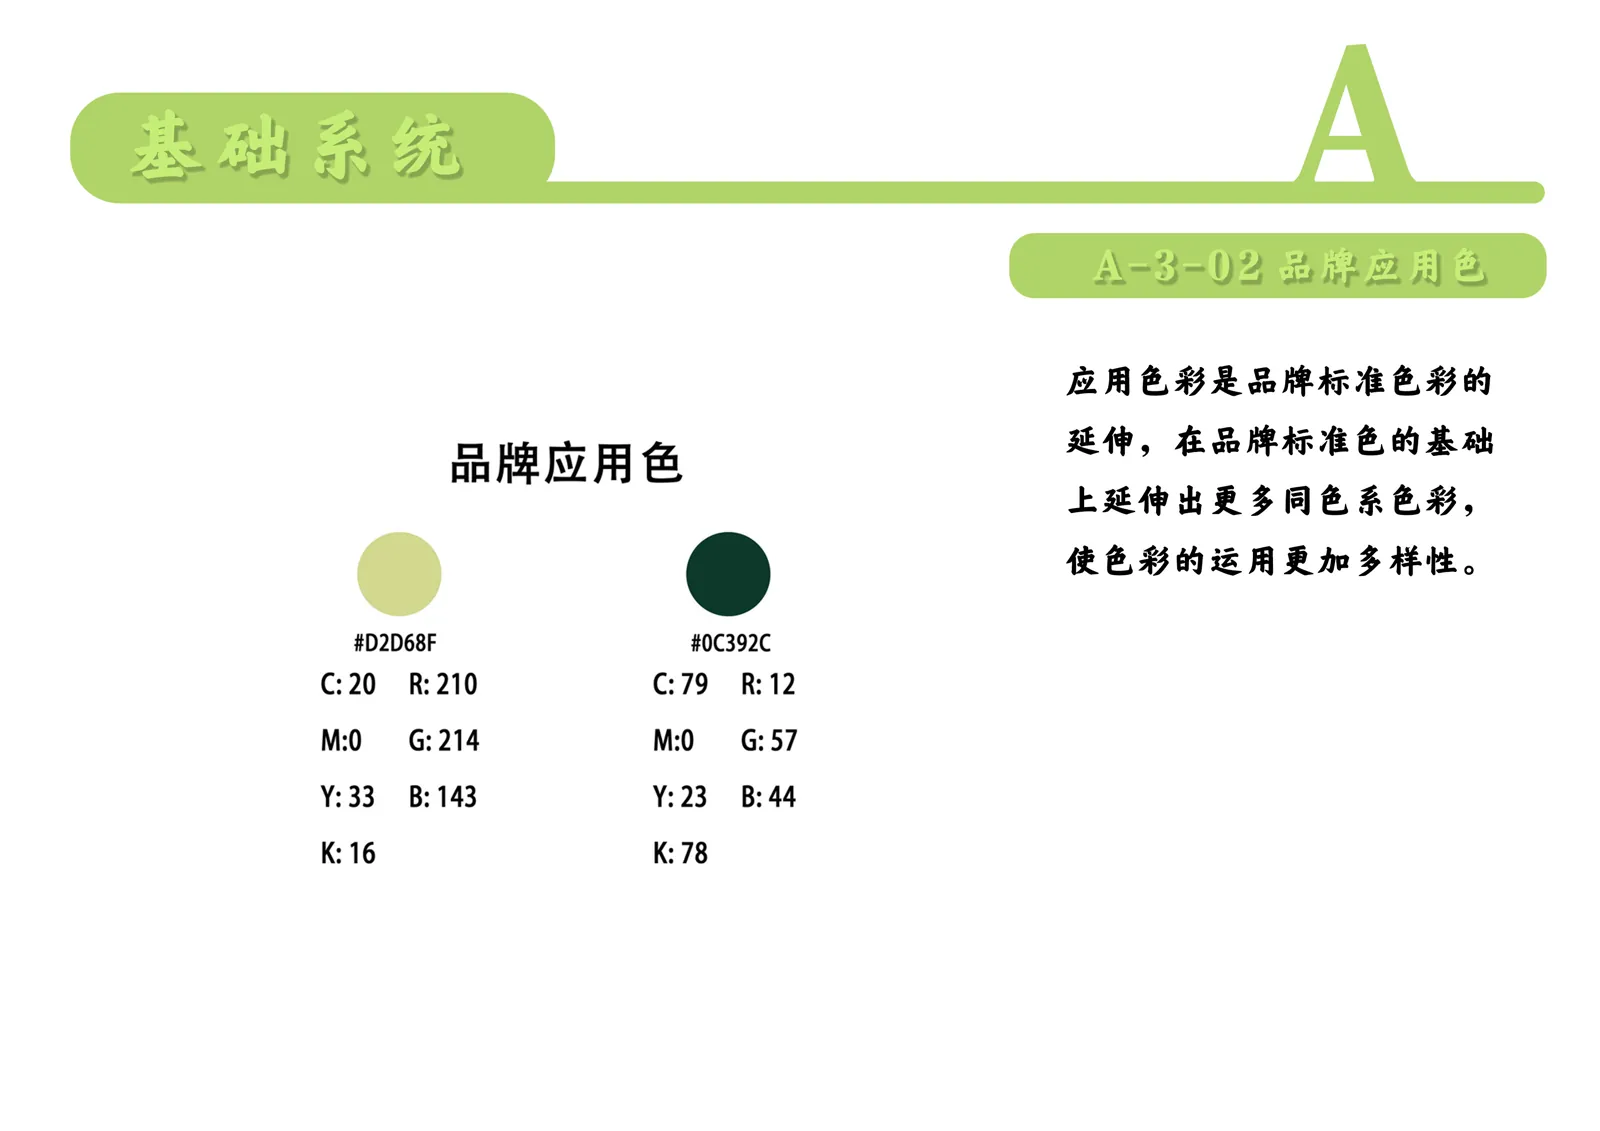 基础系统
A
A-3-02品牌应用色
应用色彩是品牌标准色彩的
延伸，在品牌标准色的基础
上延伸出更多同色系色彩，
使色彩的运用更加多样性。
品牌应用色
#D2D68F
C: 20 R: 210
M:0 G: 214
Y: 33 B: 143
K: 16
#0C392C
C: 79 R: 12
M:0 G: 57
Y: 23 B: 44
K: 78